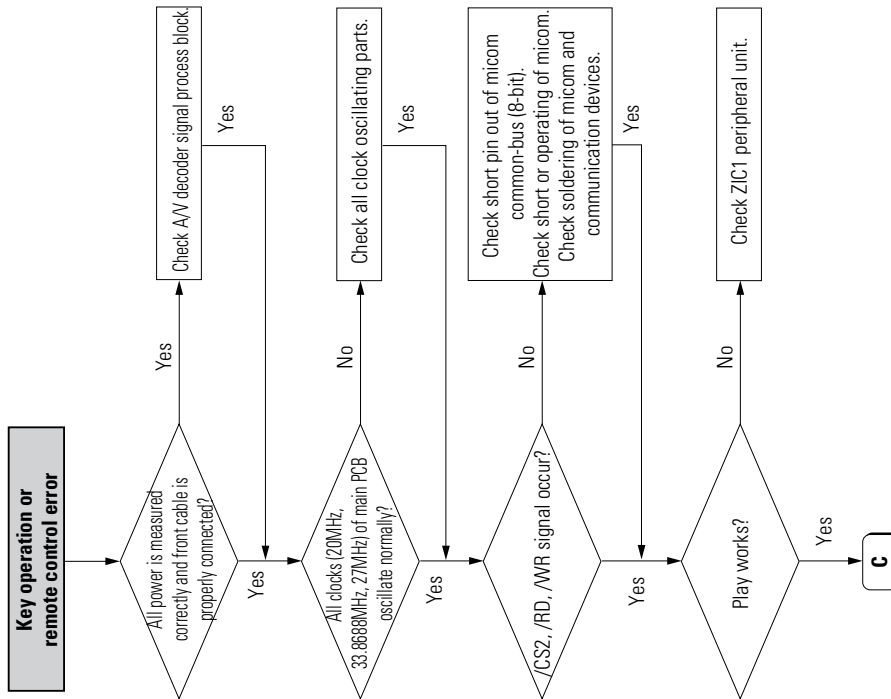 Key operation or
remote control error
All power is measured
correctly and front cable is
properly connected?
Yes
Check A/V decoder signal process block.
Yes
Yes
All clocks (20MHz,
33.8688MHz, 27MHz) of main PCB
oscillate normally?
No
Check all clock oscillating parts.
Yes
Yes
/CS2, /RD, /WR signal occur?
No
Check short pin out of micom
common-bus (8-bit).
Check short or operating of micom.
Check soldering of micom and
communication devices.
Yes
Yes
Play works?
No
Check ZIC1 peripheral unit.
Yes
C